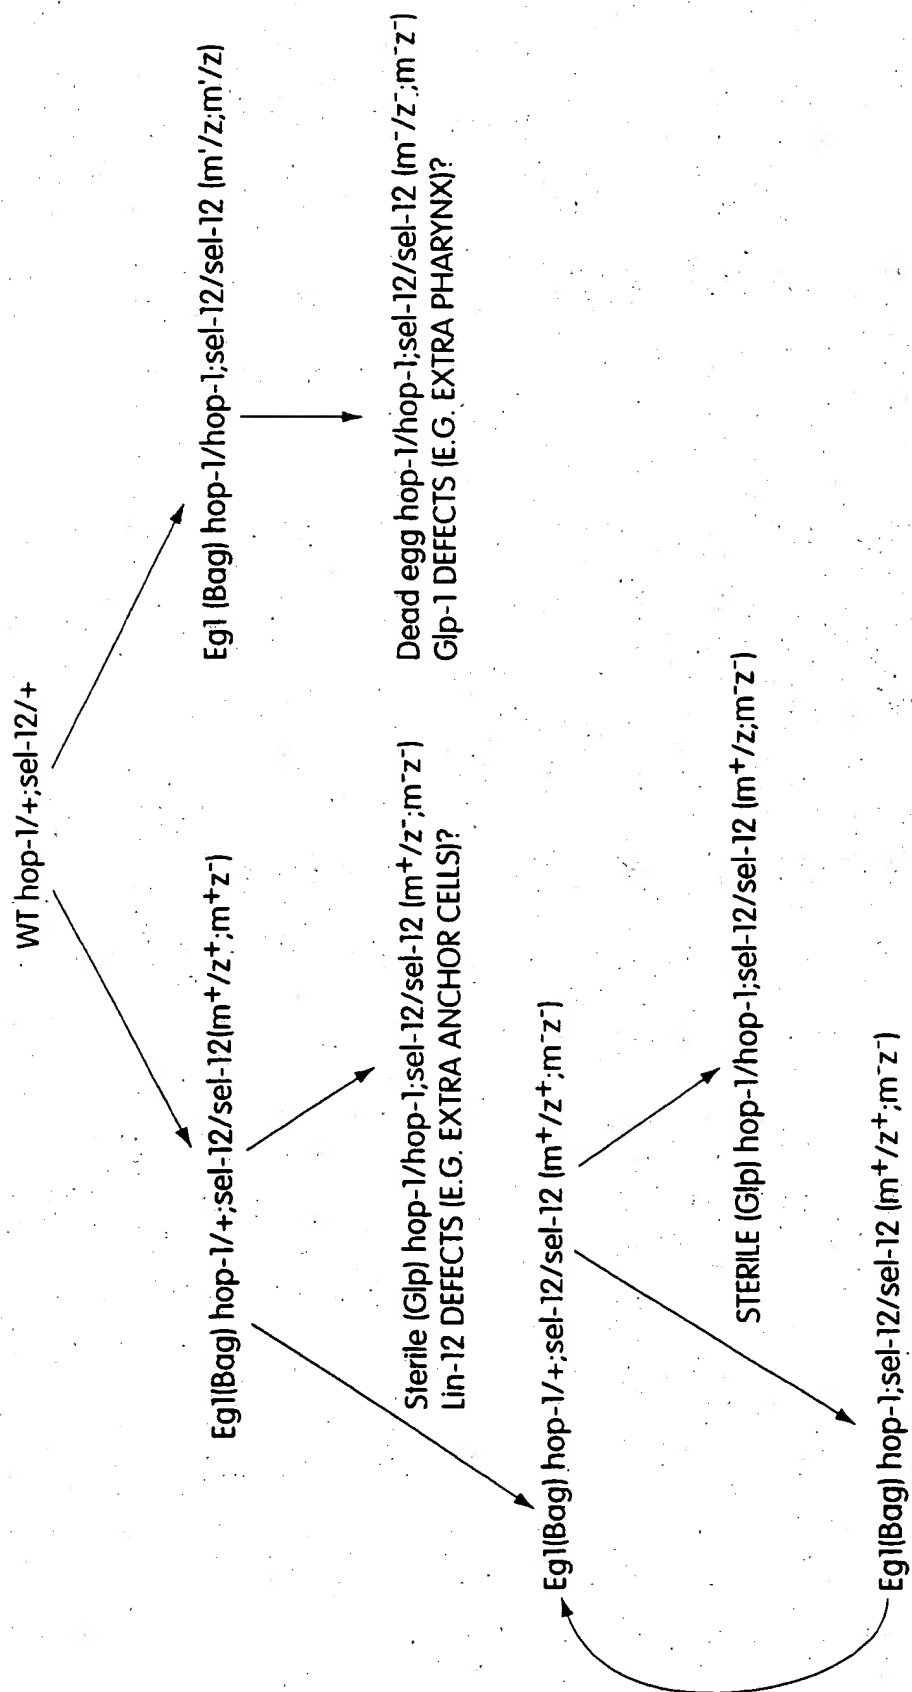 WT hop-1/+;sel-12/+
Egl(Bag) hop-1/+;sel-12/sel-12(m+/z+;m+z-)
Egl (Bag) hop-1/hop-1;sel-12/sel-12 (m'/z;m'/z)
Sterile (Glp) hop-1/hop-1;sel-12/sel-12 (m+/z-;m-z-)
Lin-12 DEFECTS (E.G. EXTRA ANCHOR CELLS)?
Dead egg hop-1/hop-1;sel-12/sel-12 (m-/z-;m-z-)
Glp-1 DEFECTS (E.G. EXTRA PHARYNX)?
Egl(Bag) hop-1/+;sel-12/sel-12 (m+/z+;m-z-)
STERILE (Glp) hop-1/hop-1;sel-12/sel-12 (m+/z;m-z-)
Egl(Bag) hop-1;sel-12/sel-12 (m+/z+;m-z-)